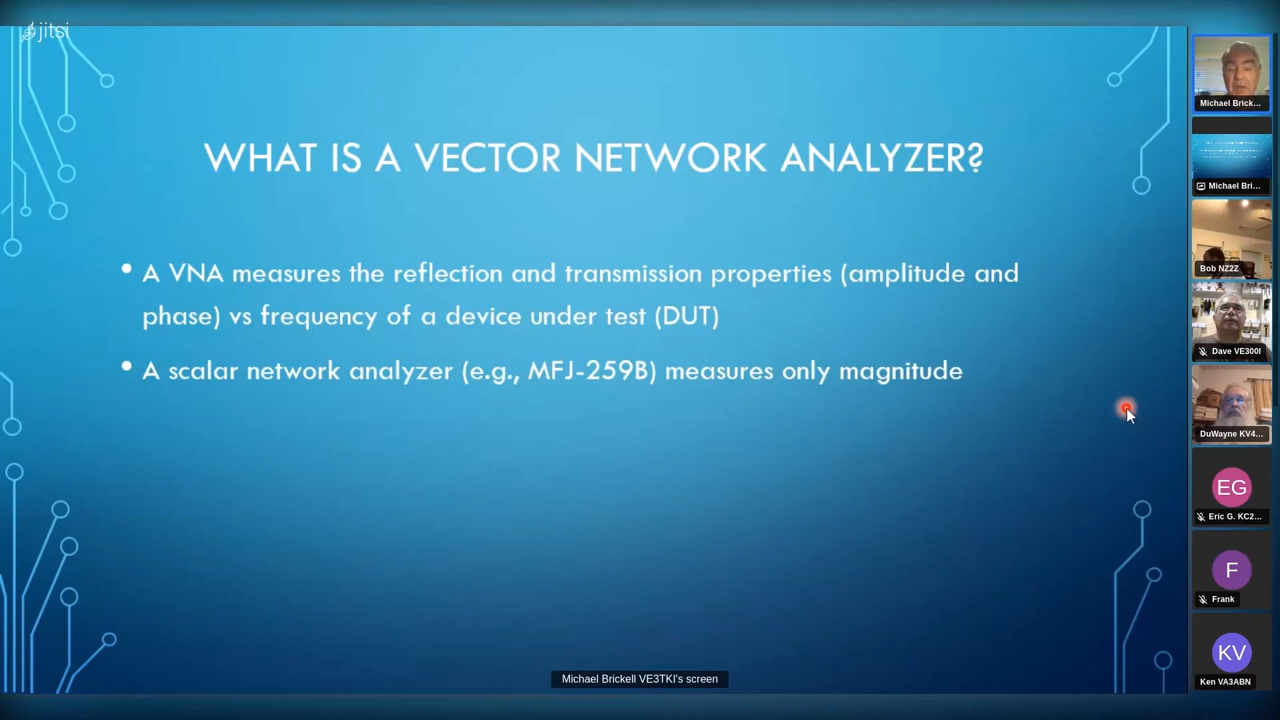 jitsi
WHAT IS A VECTOR NETWORK ANALYZER?
• A VNA measures the reflection and transmission properties (amplitude and
phase) vs frequency of a device under test (DUT)
• A scalar network analyzer (e.g., MFJ-259B) measures only magnitude
Michael Brickell VE3TKI's screen
Michael Brick...
Michael Bri...
Bob NZ2Z
Dave VE3OOI
DuWayne KV4...
EG
Eric G. KC2...
F
Frank
KV
Ken VA3ABN